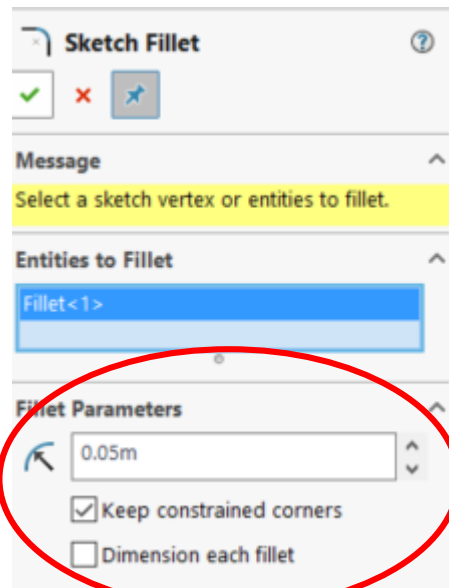 Sketch Fillet
Message
Select a sketch vertex or entities to fillet.
Entities to Fillet
Fillet<1>
Fillet Parameters
0.05m
Keep constrained corners
Dimension each fillet